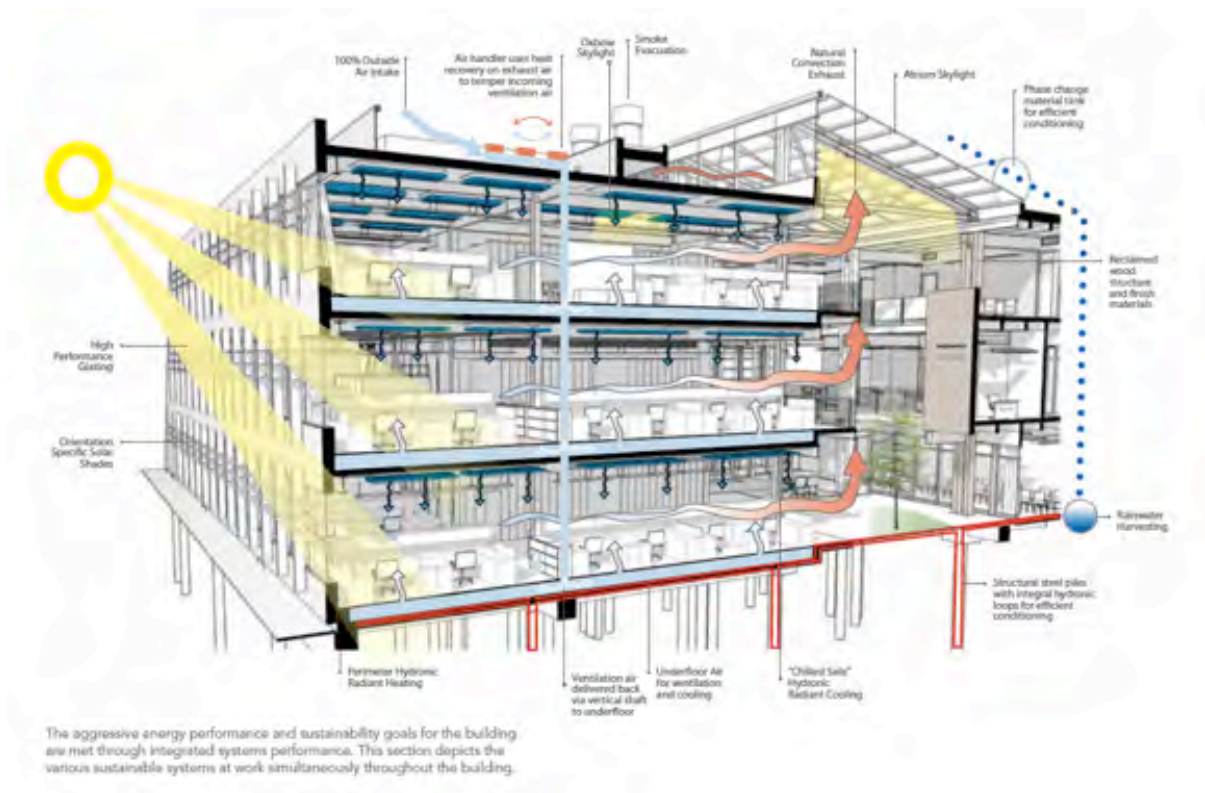 100% Outside
Air Intake
Air handler uses heat
recovery on exhaust air
to temper incoming
ventilation air
Oxbow
Skylight
Smoke
Evacuation
Natural
Convection
Exhaust
Atrium Skylight
Phase change
material tank
for efficient
conditioning
Reclaimed
wood
structure
and finish
materials
High
Performance
Glazing
Orientation
Specific Solar
Shades
Rainwater
Harvesting
Structural steel piles
with integral hydronic
loops for efficient
conditioning
Perimeter Hydronic
Radiant Heating
Ventilation air
delivered back
via vertical shaft
to underfloor
Underfloor Air
for ventilation
and cooling
"Chilled Sails"
Hydronic
Radiant Cooling
The aggressive energy performance and sustainability goals for the building
are met through integrated systems performance. This section depicts the
various sustainable systems at work simultaneously throughout the building.